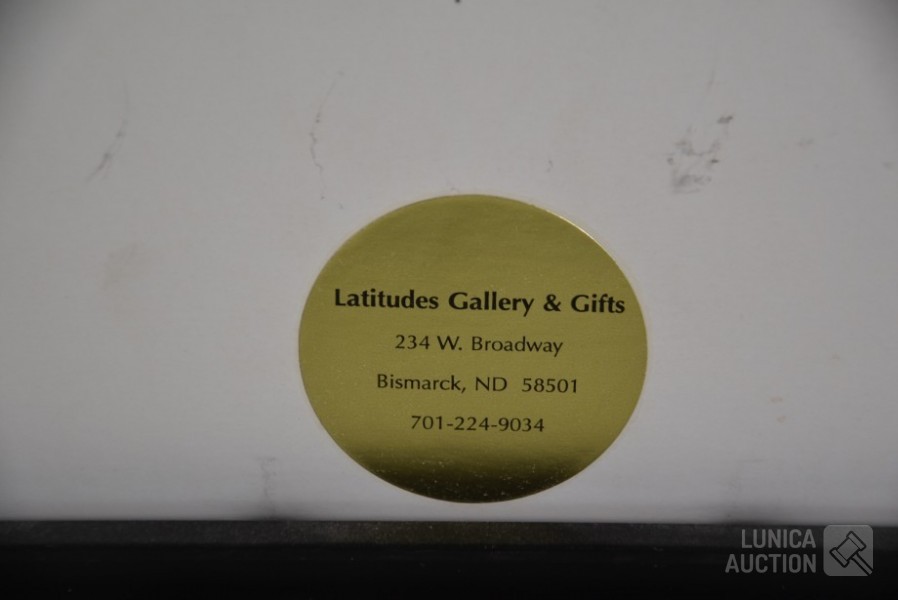 Latitudes Gallery & Gifts
234 W. Broadway
Bismarck, ND 58501
701-224-9034
LUNICA
AUCTION